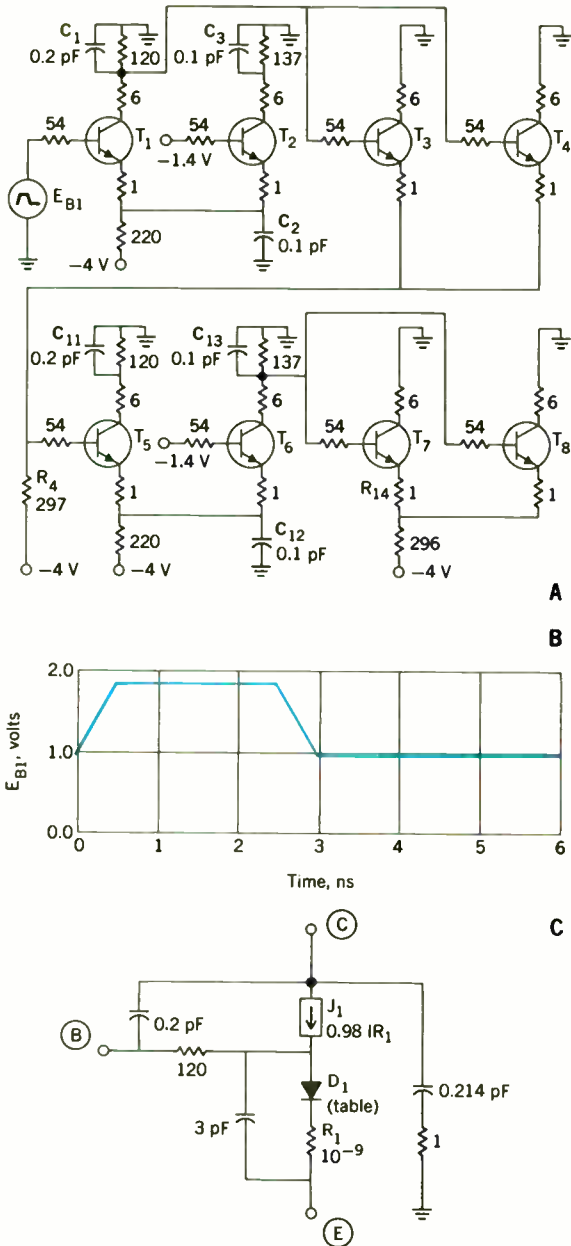 C1
0.2 pF
120
6
54
T1
1
EB1
220
−4 V
C3
0.1 pF
137
6
54
−1.4 V
T2
1
C2
0.1 pF
6
54
T3
1
6
54
T4
1
C11
0.2 pF
120
6
54
T5
1
R4
297
−4 V
220
−4 V
C13
0.1 pF
137
6
54
−1.4 V
T6
1
C12
0.1 pF
6
54
T7
R14
1
296
−4 V
6
54
T8
1
A
B
EB1, volts
2.0
1.0
0.0
0
1
2
3
4
5
6
Time, ns
C
C
J1
0.98 IR1
0.2 pF
B
120
D1
(table)
3 pF
R1
10−9
0.214 pF
1
E